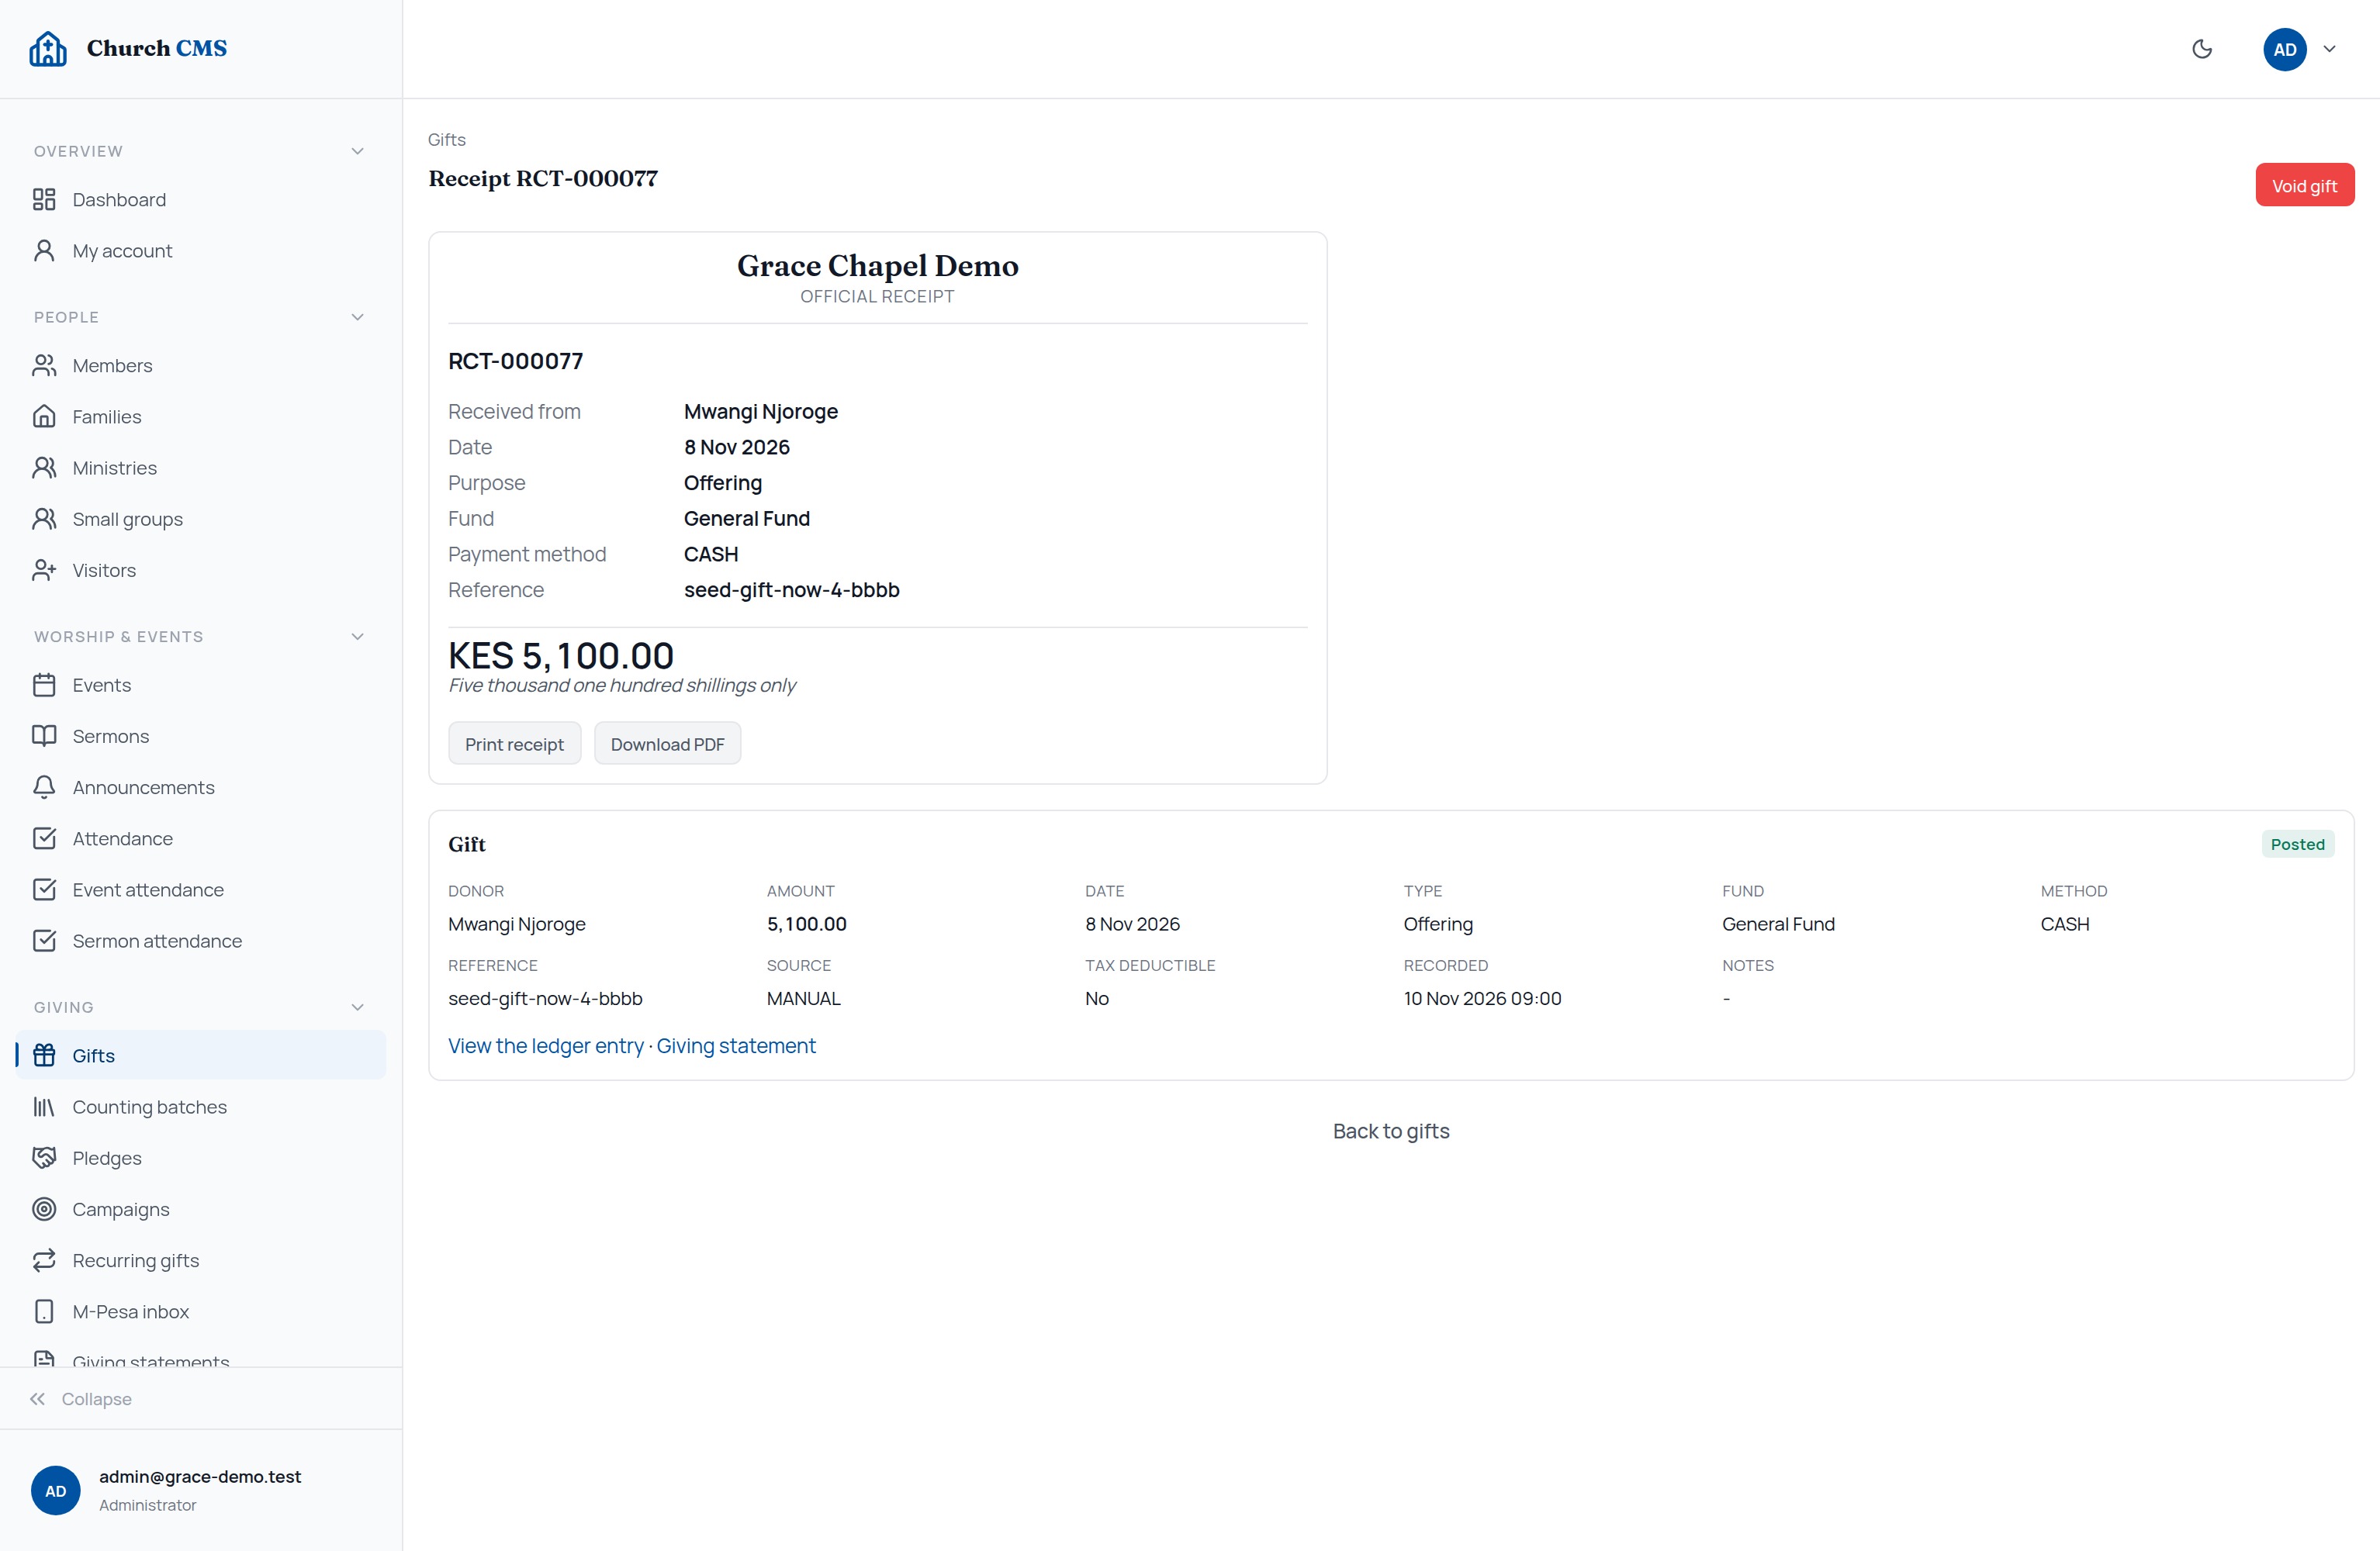 Church CMS
AD
OVERVIEW
Dashboard
My account
PEOPLE
Members
Families
Ministries
Small groups
Visitors
WORSHIP & EVENTS
Events
Sermons
Announcements
Attendance
Event attendance
Sermon attendance
GIVING
Gifts
Counting batches
Pledges
Campaigns
Recurring gifts
M-Pesa inbox
Giving statements
Collapse
AD
admin@grace-demo.test
Administrator
Gifts
Receipt RCT-000077
Void gift
Grace Chapel Demo
OFFICIAL RECEIPT
RCT-000077
Received from Mwangi Njoroge
Date 8 Nov 2026
Purpose Offering
Fund General Fund
Payment method CASH
Reference seed-gift-now-4-bbbb
KES 5,100.00
Five thousand one hundred shillings only
Print receipt Download PDF
Gift Posted
DONOR AMOUNT DATE TYPE FUND METHOD
Mwangi Njoroge 5,100.00 8 Nov 2026 Offering General Fund CASH
REFERENCE SOURCE TAX DEDUCTIBLE RECORDED NOTES
seed-gift-now-4-bbbb MANUAL No 10 Nov 2026 09:00 -
View the ledger entry · Giving statement
Back to gifts